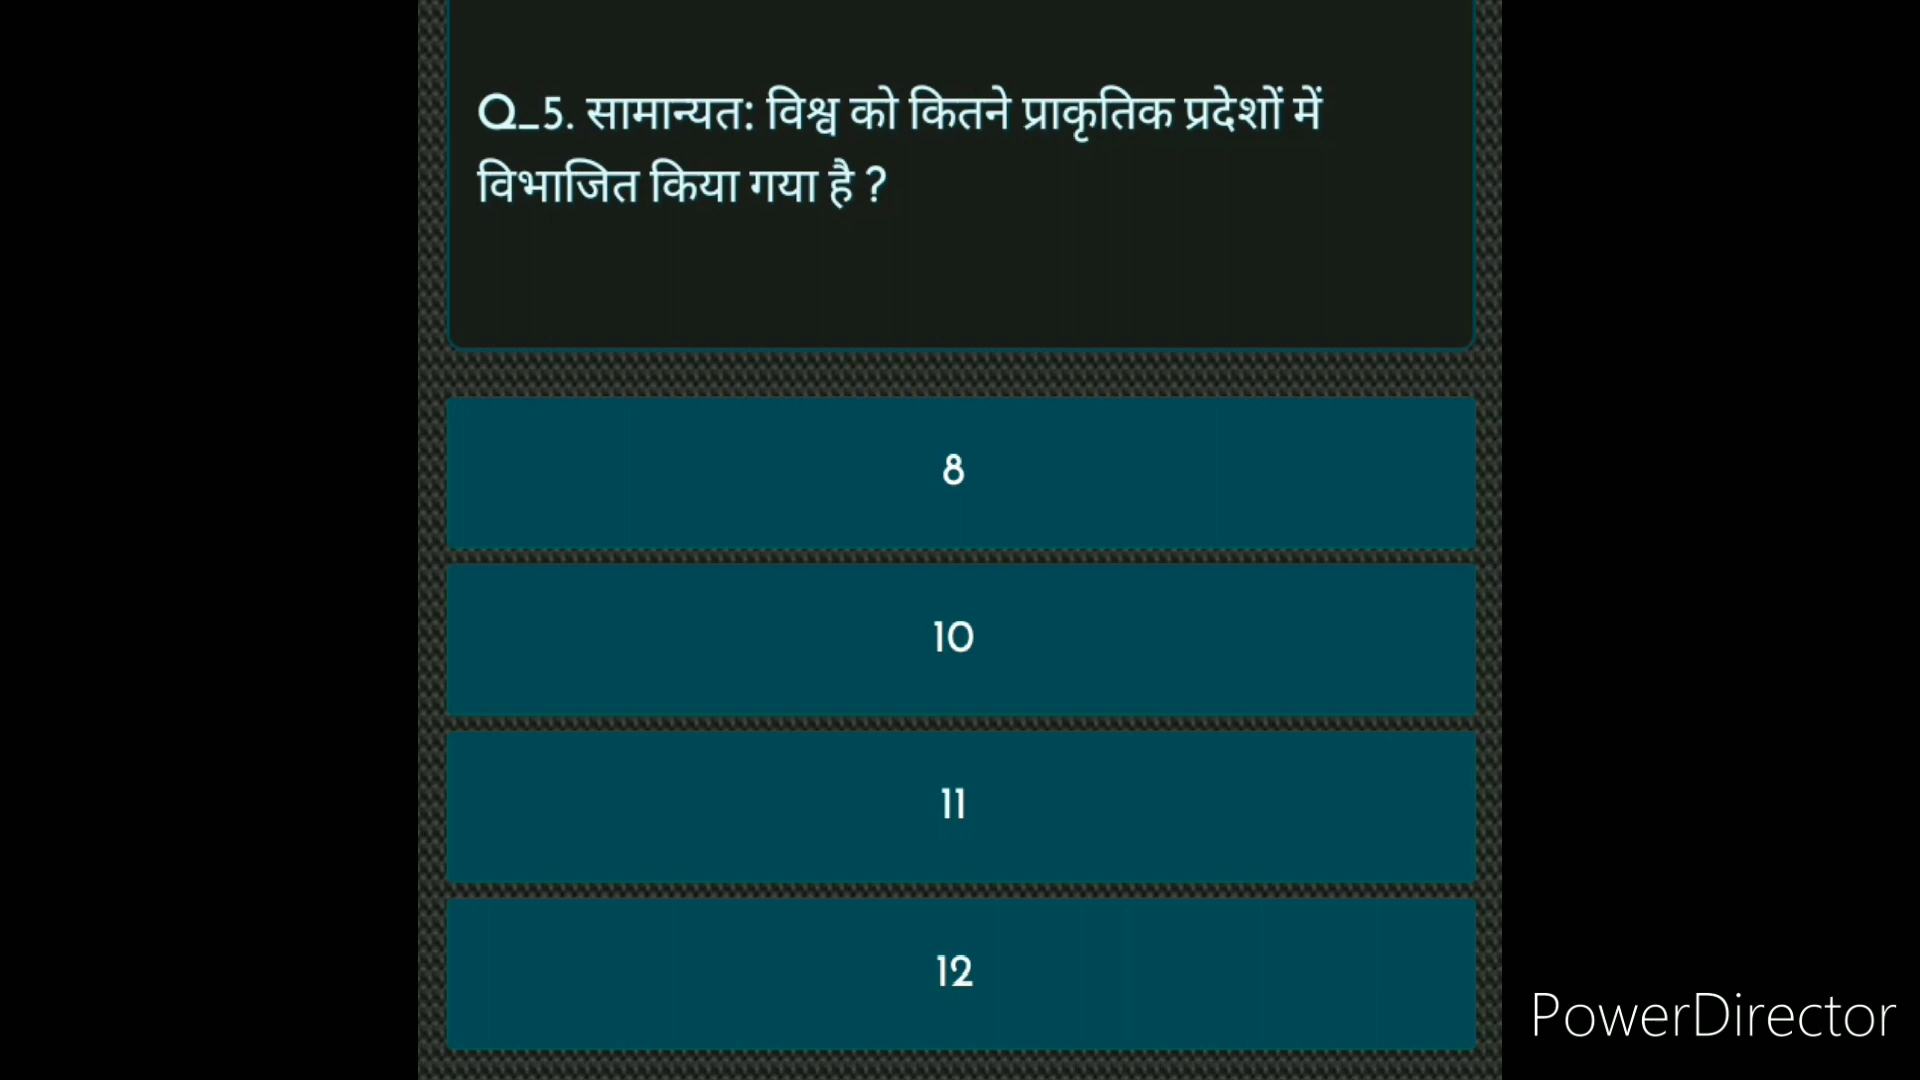 Q_5. सामान्यत: विश्व को कितने प्राकृतिक प्रदेशों में
विभाजित किया गया है ?
8
10
11
12
PowerDirector